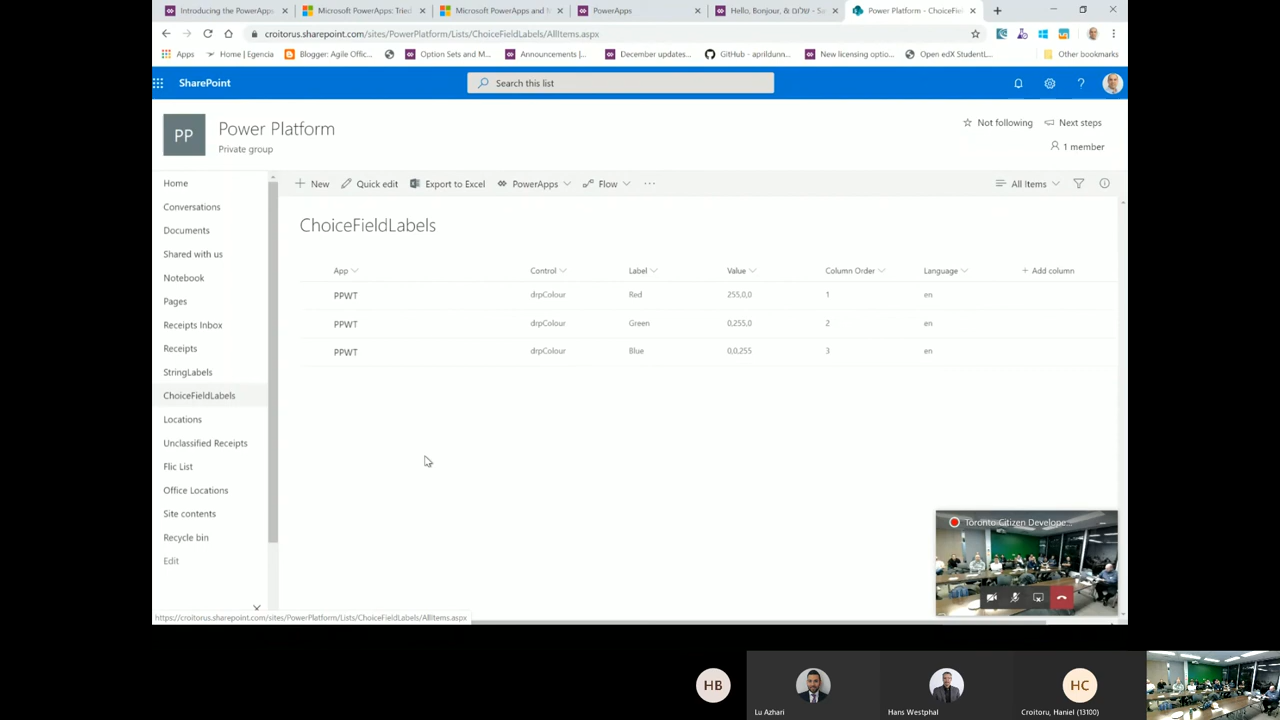 Introducing the PowerApps
Microsoft PowerApps: Tried
Microsoft PowerApps and
PowerApps
Hello, Bonjour, & שלום - Sa
Power Platform - ChoiceFie
croitorus.sharepoint.com/sites/PowerPlatform/Lists/ChoiceFieldLabels/AllItems.aspx
Apps
Home | Egencia
Blogger: Agile Offic...
Option Sets and M...
Announcements |...
December updates...
GitHub - aprildunn...
New licensing optio...
Open edX StudentL...
Other bookmarks
SharePoint
Search this list
?
PP
Power Platform
Private group
Not following
Next steps
1 member
Home
Conversations
Documents
Shared with us
Notebook
Pages
Receipts Inbox
Receipts
StringLabels
ChoiceFieldLabels
Locations
Unclassified Receipts
Flic List
Office Locations
Site contents
Recycle bin
Edit
+ New
Quick edit
Export to Excel
PowerApps
Flow
...
All Items
ChoiceFieldLabels
App Control Label Value Column Order Language + Add column
PPWT drpColour Red 255,0,0 1 en
PPWT drpColour Green 0,255,0 2 en
PPWT drpColour Blue 0,0,255 3 en
Toronto Citizen Develope...
https://croitorus.sharepoint.com/sites/PowerPlatform/Lists/ChoiceFieldLabels/AllItems.aspx
HB
Lu Azhari
Hans Westphal
HC
Croitoru, Haniel (13100)